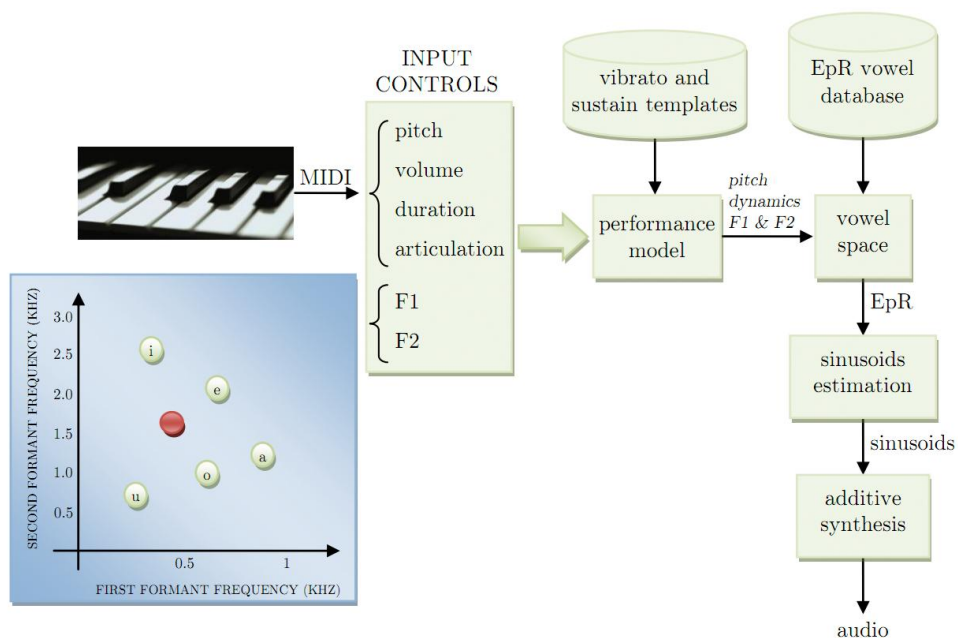 INPUT
CONTROLS
MIDI
pitch
volume
duration
articulation
F1
F2
vibrato and
sustain templates
EpR vowel
database
performance
model
pitch
dynamics
F1 & F2
vowel
space
EpR
sinusoids
estimation
sinusoids
additive
synthesis
audio
SECOND FORMANT FREQUENCY (KHZ)
3.0
2.5
2.0
1.5
1.0
0.5
i
e
a
o
u
0.5
1
FIRST FORMANT FREQUENCY (KHZ)